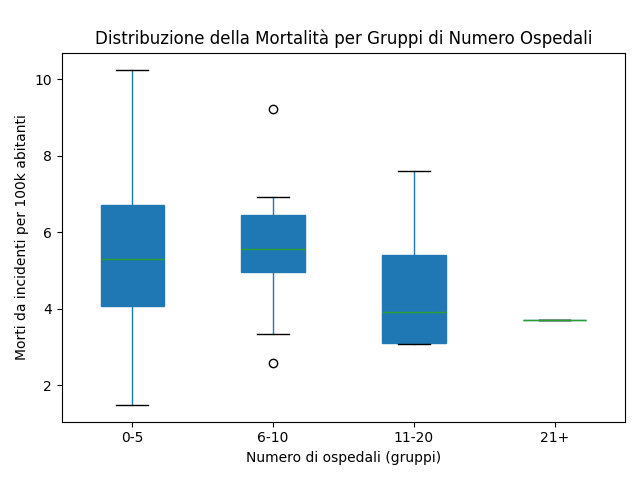 Distribuzione della Mortalità per Gruppi di Numero Ospedali
10
8
6
4
2
Morti da incidenti per 100k abitanti
0-5 6-10 11-20 21+
Numero di ospedali (gruppi)